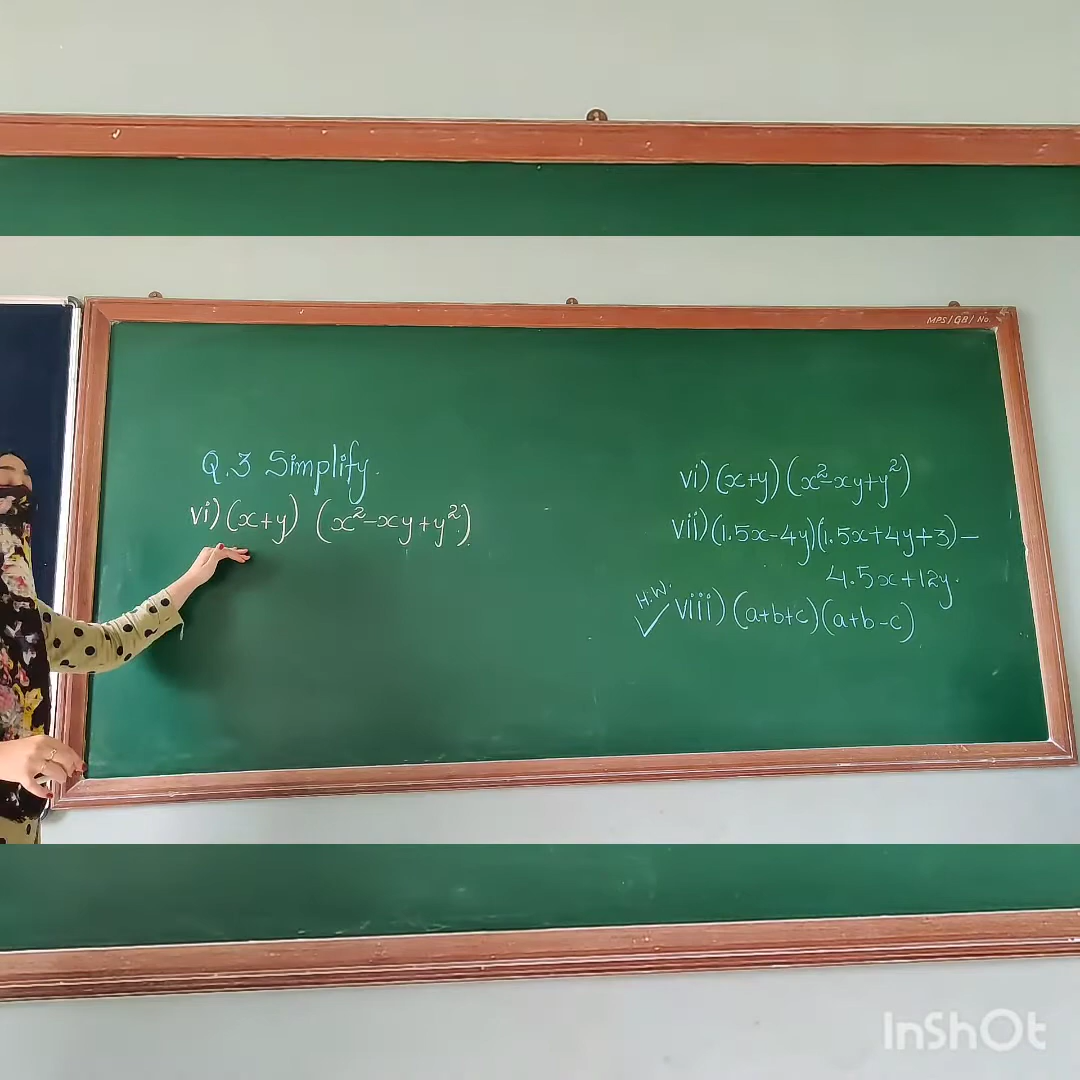 MPS/GB/No.
Q.3 Simplify.
vi) (x+y) (x²-xy+y²)
vi) (x+y) (x²-xy+y²)
vii) (1.5x-4y)(1.5x+4y+3) -
4.5x+12y.
H.W. viii) (a+b+c)(a+b-c)
InShOt